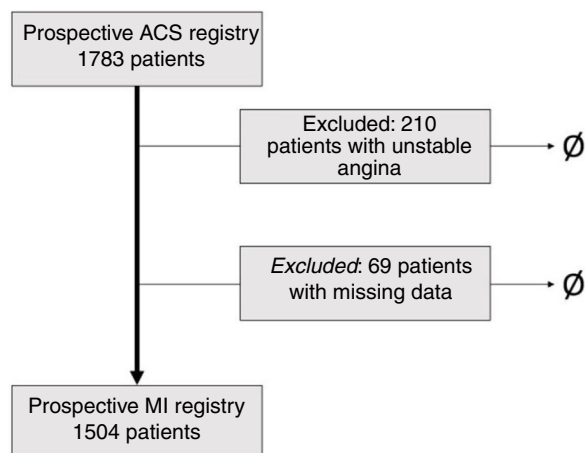 Prospective ACS registry
1783 patients
Excluded: 210
patients with unstable
angina
Ø
Excluded: 69 patients
with missing data
Ø
Prospective MI registry
1504 patients